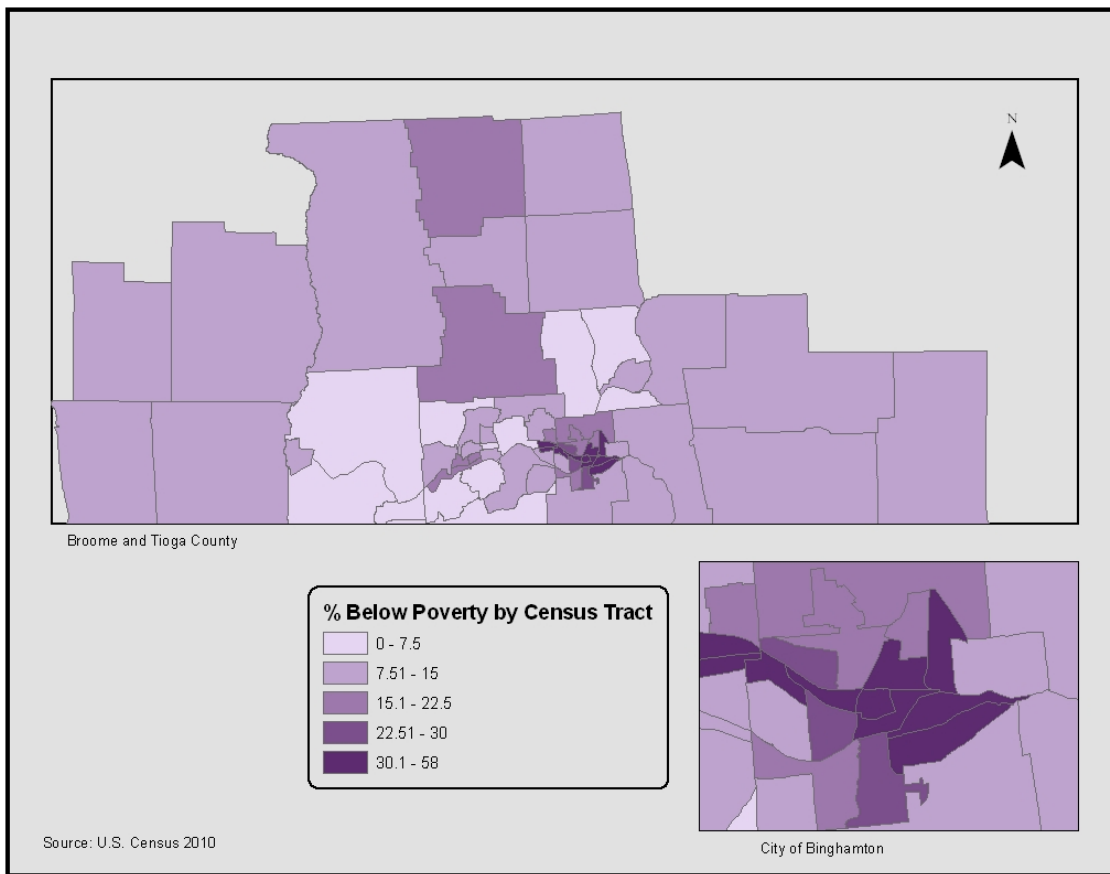 N
Broome and Tioga County
% Below Poverty by Census Tract
0 - 7.5
7.51 - 15
15.1 - 22.5
22.51 - 30
30.1 - 58
Source: U.S. Census 2010
City of Binghamton